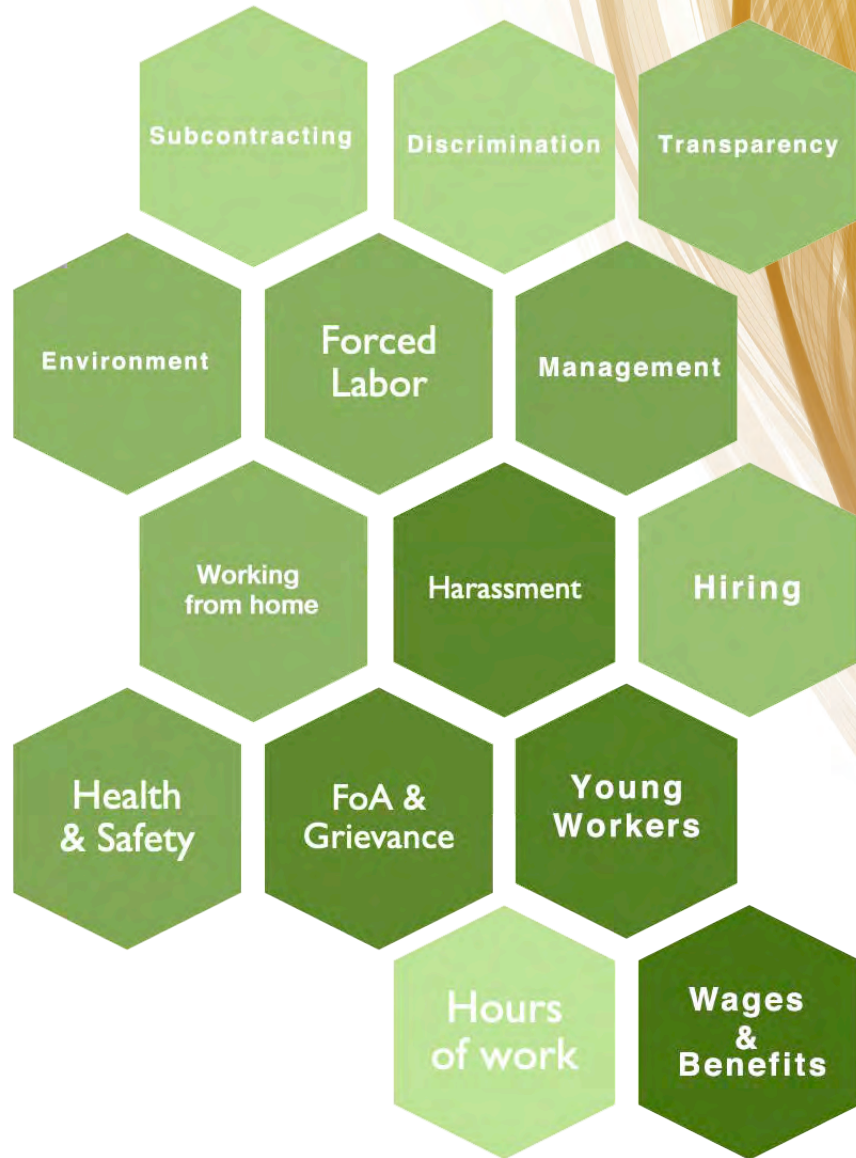 Subcontracting
Discrimination
Transparency
Environment
Forced
Labor
Management
Working
from home
Harassment
Hiring
Health
& Safety
FoA &
Grievance
Young
Workers
Hours
of work
Wages
&
Benefits